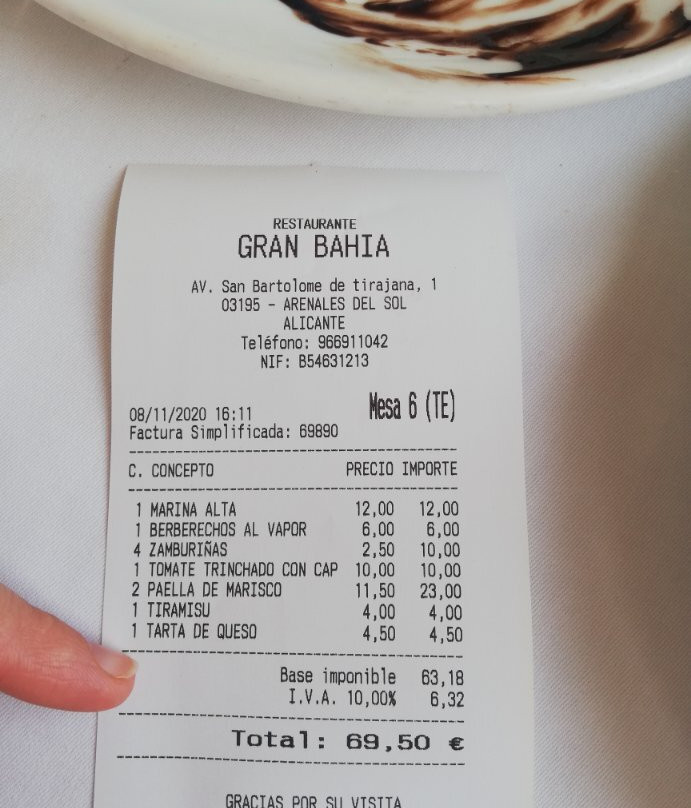 RESTAURANTE
GRAN BAHIA
AV. San Bartolome de tirajana, 1
03195 - ARENALES DEL SOL
ALICANTE
Teléfono: 966911042
NIF: B54631213
Mesa 6 (TE)
08/11/2020 16:11
Factura Simplificada: 69890
C. CONCEPTO PRECIO IMPORTE
1 MARINA ALTA 12,00 12,00
1 BERBERECHOS AL VAPOR 6,00 6,00
4 ZAMBURIÑAS 2,50 10,00
1 TOMATE TRINCHADO CON CAP 10,00 10,00
2 PAELLA DE MARISCO 11,50 23,00
1 TIRAMISU 4,00 4,00
1 TARTA DE QUESO 4,50 4,50
Base imponible 63,18
I.V.A. 10,00% 6,32
Total: 69,50 €
GRACIAS POR SU VISITA